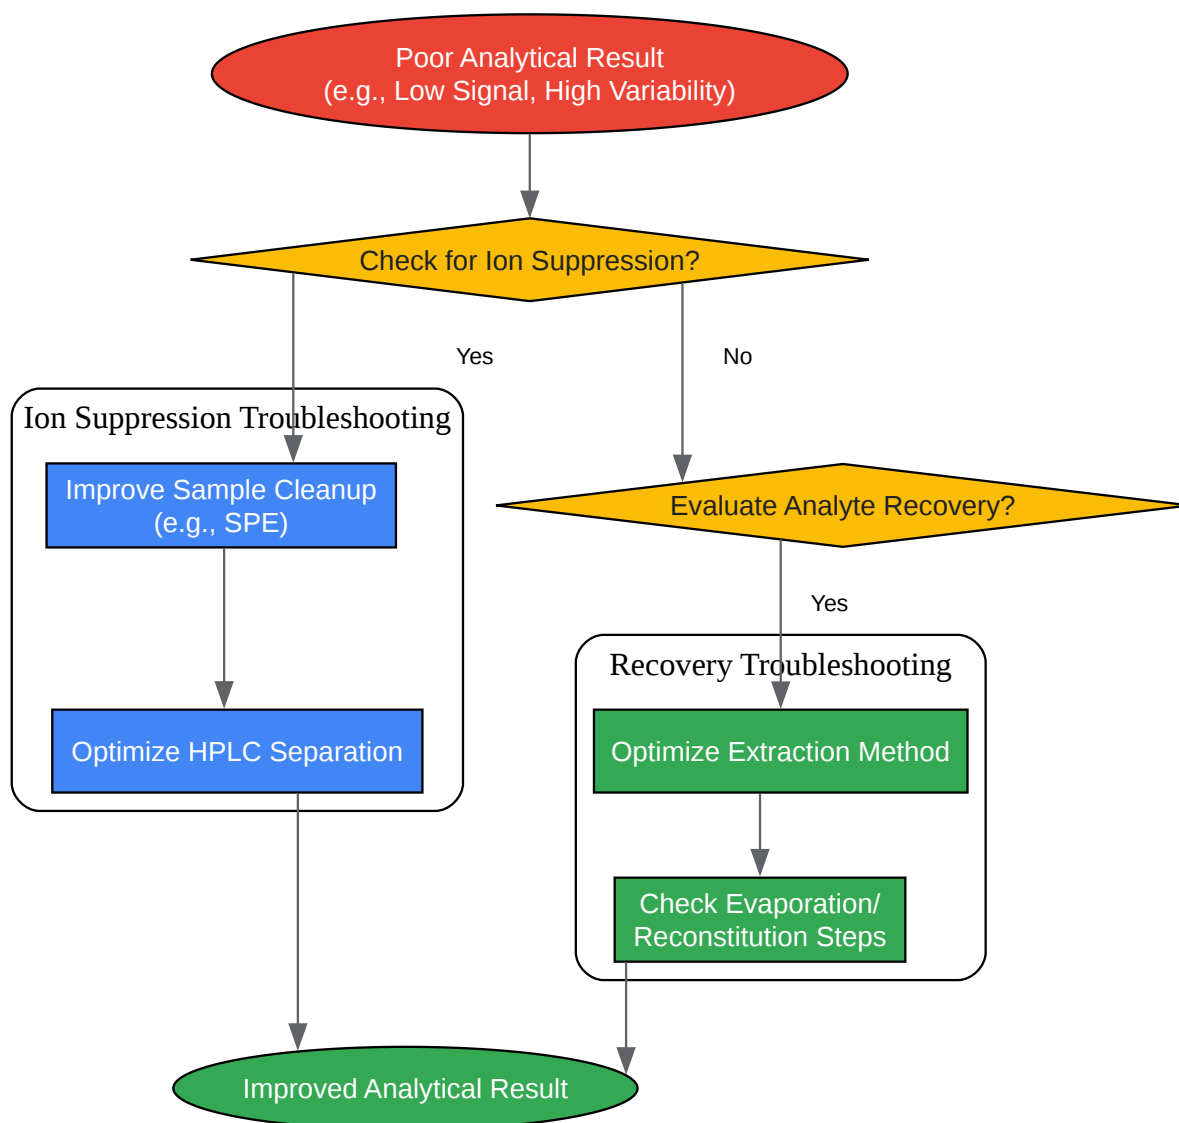 Poor Analytical Result
(e.g., Low Signal, High Variability)
Check for Ion Suppression?
Yes
No
Ion Suppression Troubleshooting
Improve Sample Cleanup
(e.g., SPE)
Evaluate Analyte Recovery?
Yes
Recovery Troubleshooting
Optimize HPLC Separation
Optimize Extraction Method
Check Evaporation/
Reconstitution Steps
Improved Analytical Result